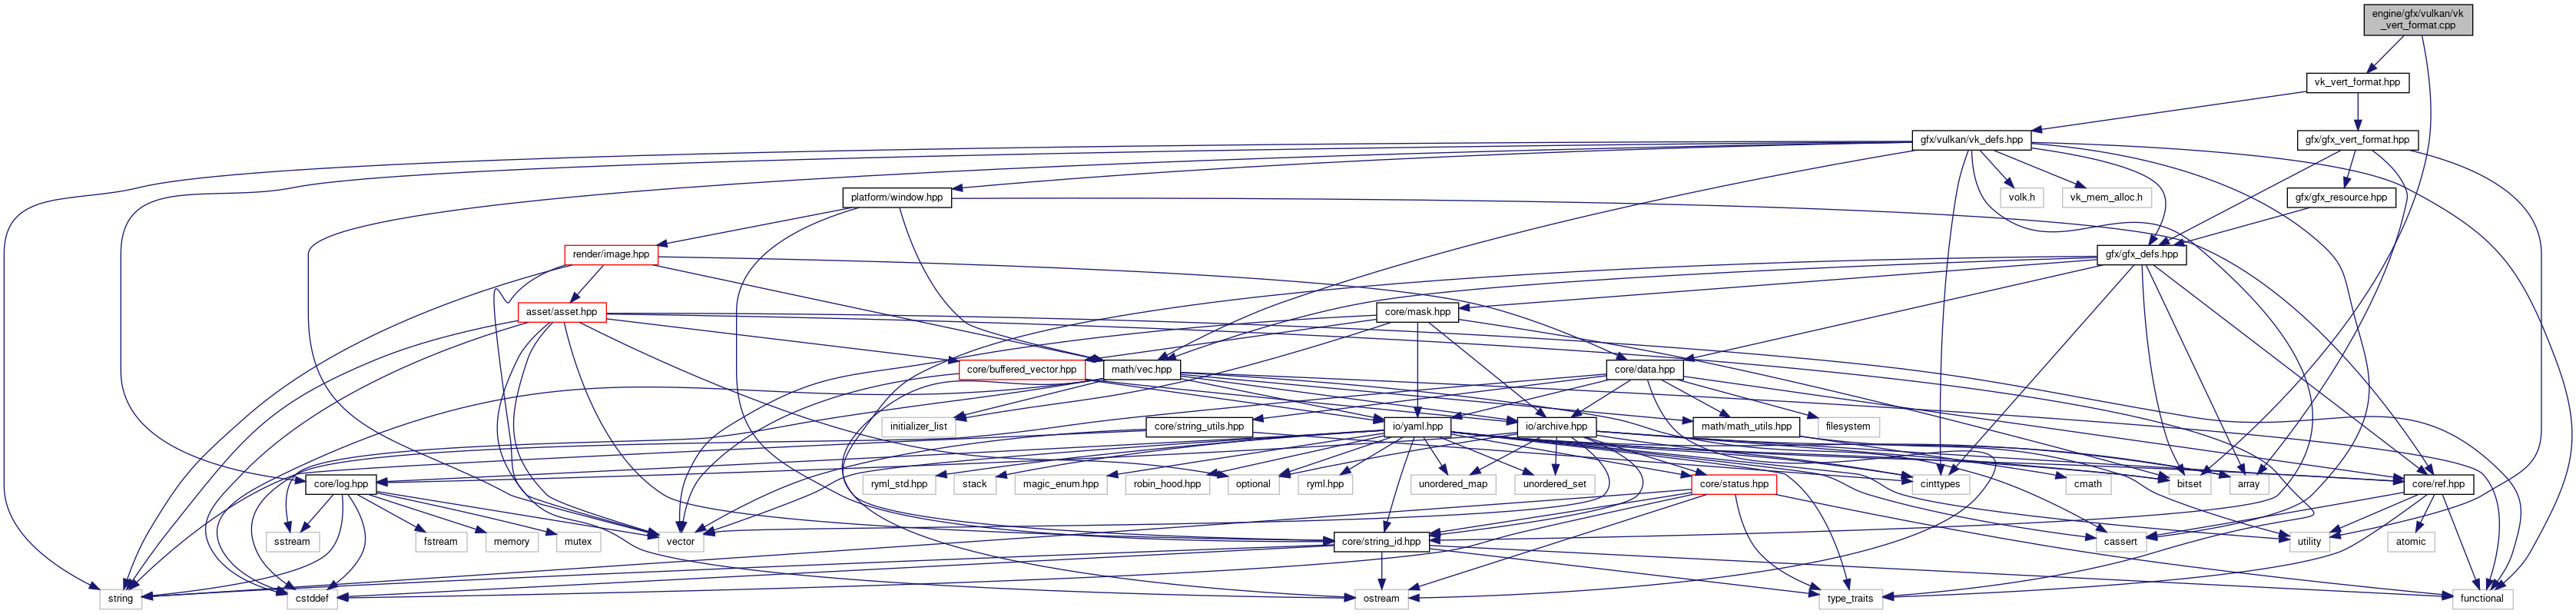 engine/gfx/vulkan/vk
_vert_format.cpp
vk_vert_format.hpp
gfx/vulkan/vk_defs.hpp
gfx/gfx_vert_format.hpp
platform/window.hpp
volk.h
vk_mem_alloc.h
gfx/gfx_resource.hpp
render/image.hpp
gfx/gfx_defs.hpp
asset/asset.hpp
core/mask.hpp
core/buffered_vector.hpp
math/vec.hpp
core/data.hpp
initializer_list
core/string_utils.hpp
io/yaml.hpp
io/archive.hpp
math/math_utils.hpp
filesystem
core/log.hpp
ryml_std.hpp
stack
magic_enum.hpp
robin_hood.hpp
optional
ryml.hpp
unordered_map
unordered_set
core/status.hpp
cinttypes
cmath
bitset
array
core/ref.hpp
sstream
fstream
memory
mutex
vector
core/string_id.hpp
cassert
utility
atomic
string
cstddef
ostream
type_traits
functional